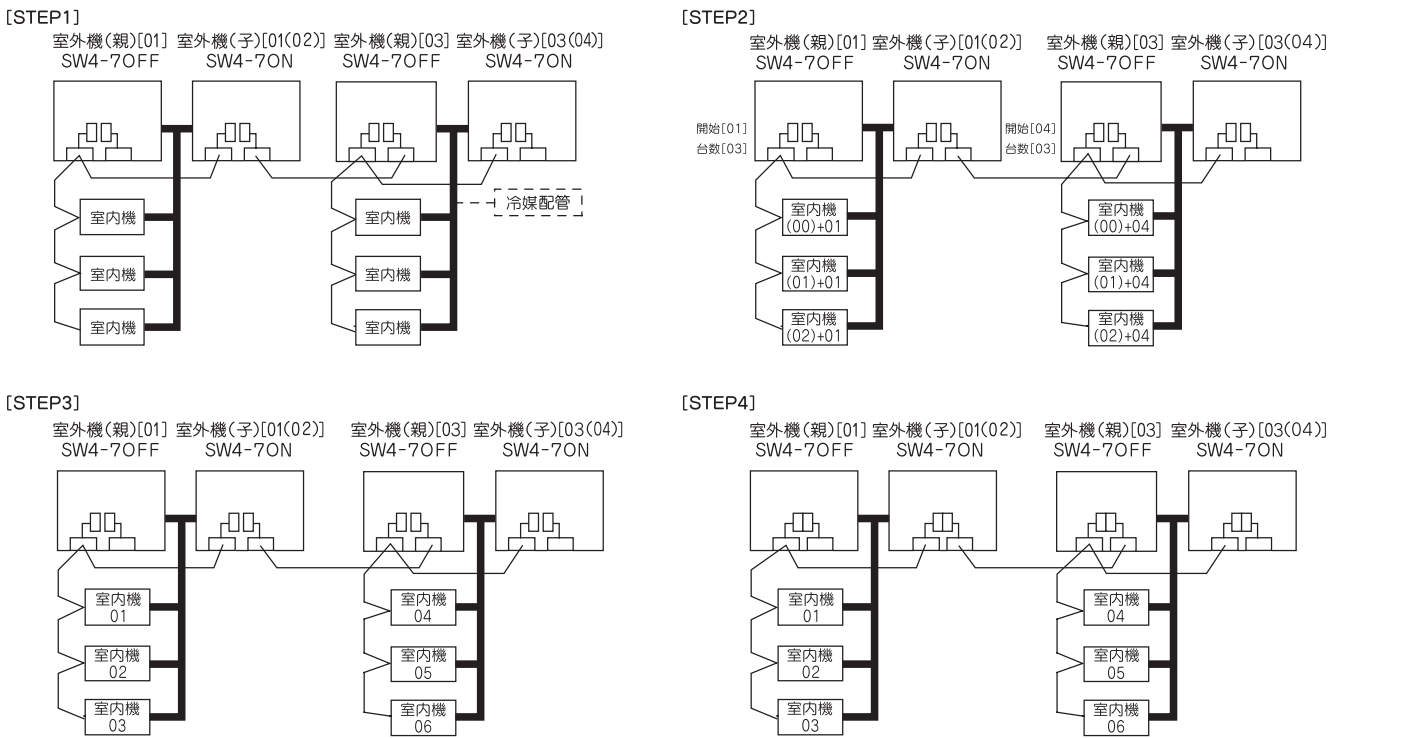 [STEP1]
室外機(親)[01] 室外機(子)[01(02)] 室外機(親)[03] 室外機(子)[03(04)]
SW4-7OFF SW4-7ON SW4-7OFF SW4-7ON
冷媒配管
室内機 室内機
室内機 室内機
室内機 室内機
[STEP2]
室外機(親)[01] 室外機(子)[01(02)] 室外機(親)[03] 室外機(子)[03(04)]
SW4-7OFF SW4-7ON SW4-7OFF SW4-7ON
開始[01] 開始[04]
台数[03] 台数[03]
室内機 室内機
(00)+01 (00)+04
室内機 室内機
(01)+01 (01)+04
室内機 室内機
(02)+01 (02)+04
[STEP3]
室外機(親)[01] 室外機(子)[01(02)] 室外機(親)[03] 室外機(子)[03(04)]
SW4-7OFF SW4-7ON SW4-7OFF SW4-7ON
室内機 室内機
01 04
室内機 室内機
02 05
室内機 室内機
03 06
[STEP4]
室外機(親)[01] 室外機(子)[01(02)] 室外機(親)[03] 室外機(子)[03(04)]
SW4-7OFF SW4-7ON SW4-7OFF SW4-7ON
室内機 室内機
01 04
室内機 室内機
02 05
室内機 室内機
03 06